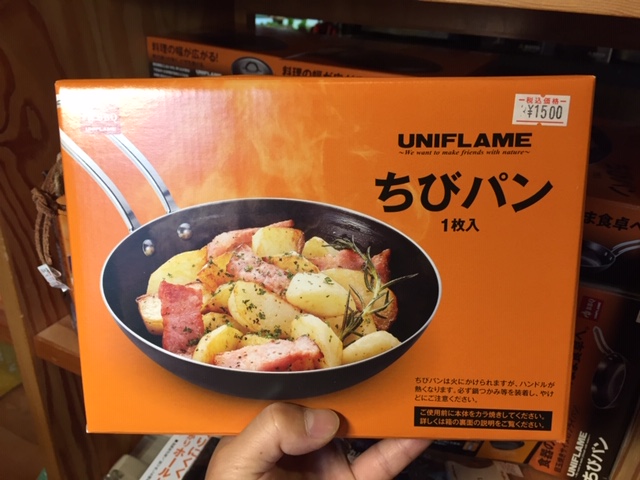 料理の幅が広がる!
UNIFLAME
税込価格
¥1500
UNIFLAME
~We want to make friends with nature~
ちびパン
1枚入
ちびパンは火にかけられますが、ハンドルが
熱くなります。必ず鍋つかみ等を装着し、やけ
どにご注意ください。
ご使用前に本体をカラ焼きしてください。
詳しくは箱の裏面の説明をご覧ください。
ま食卓へ
UNIFLAME
ちびパン